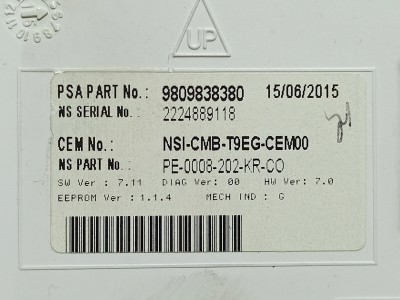 UP
PSA PART No.: 9809838380 15/06/2015
NS SERIAL No.: 2224889118
CEM No.: NSI-CMB-T9EG-CEM00
NS PART No.: PE-0008-202-KR-CO
SW Ver : 7.11 DIAG Ver: 00 HW Ver: 7.0
EEPROM Ver : 1.1.4 MECH IND : G